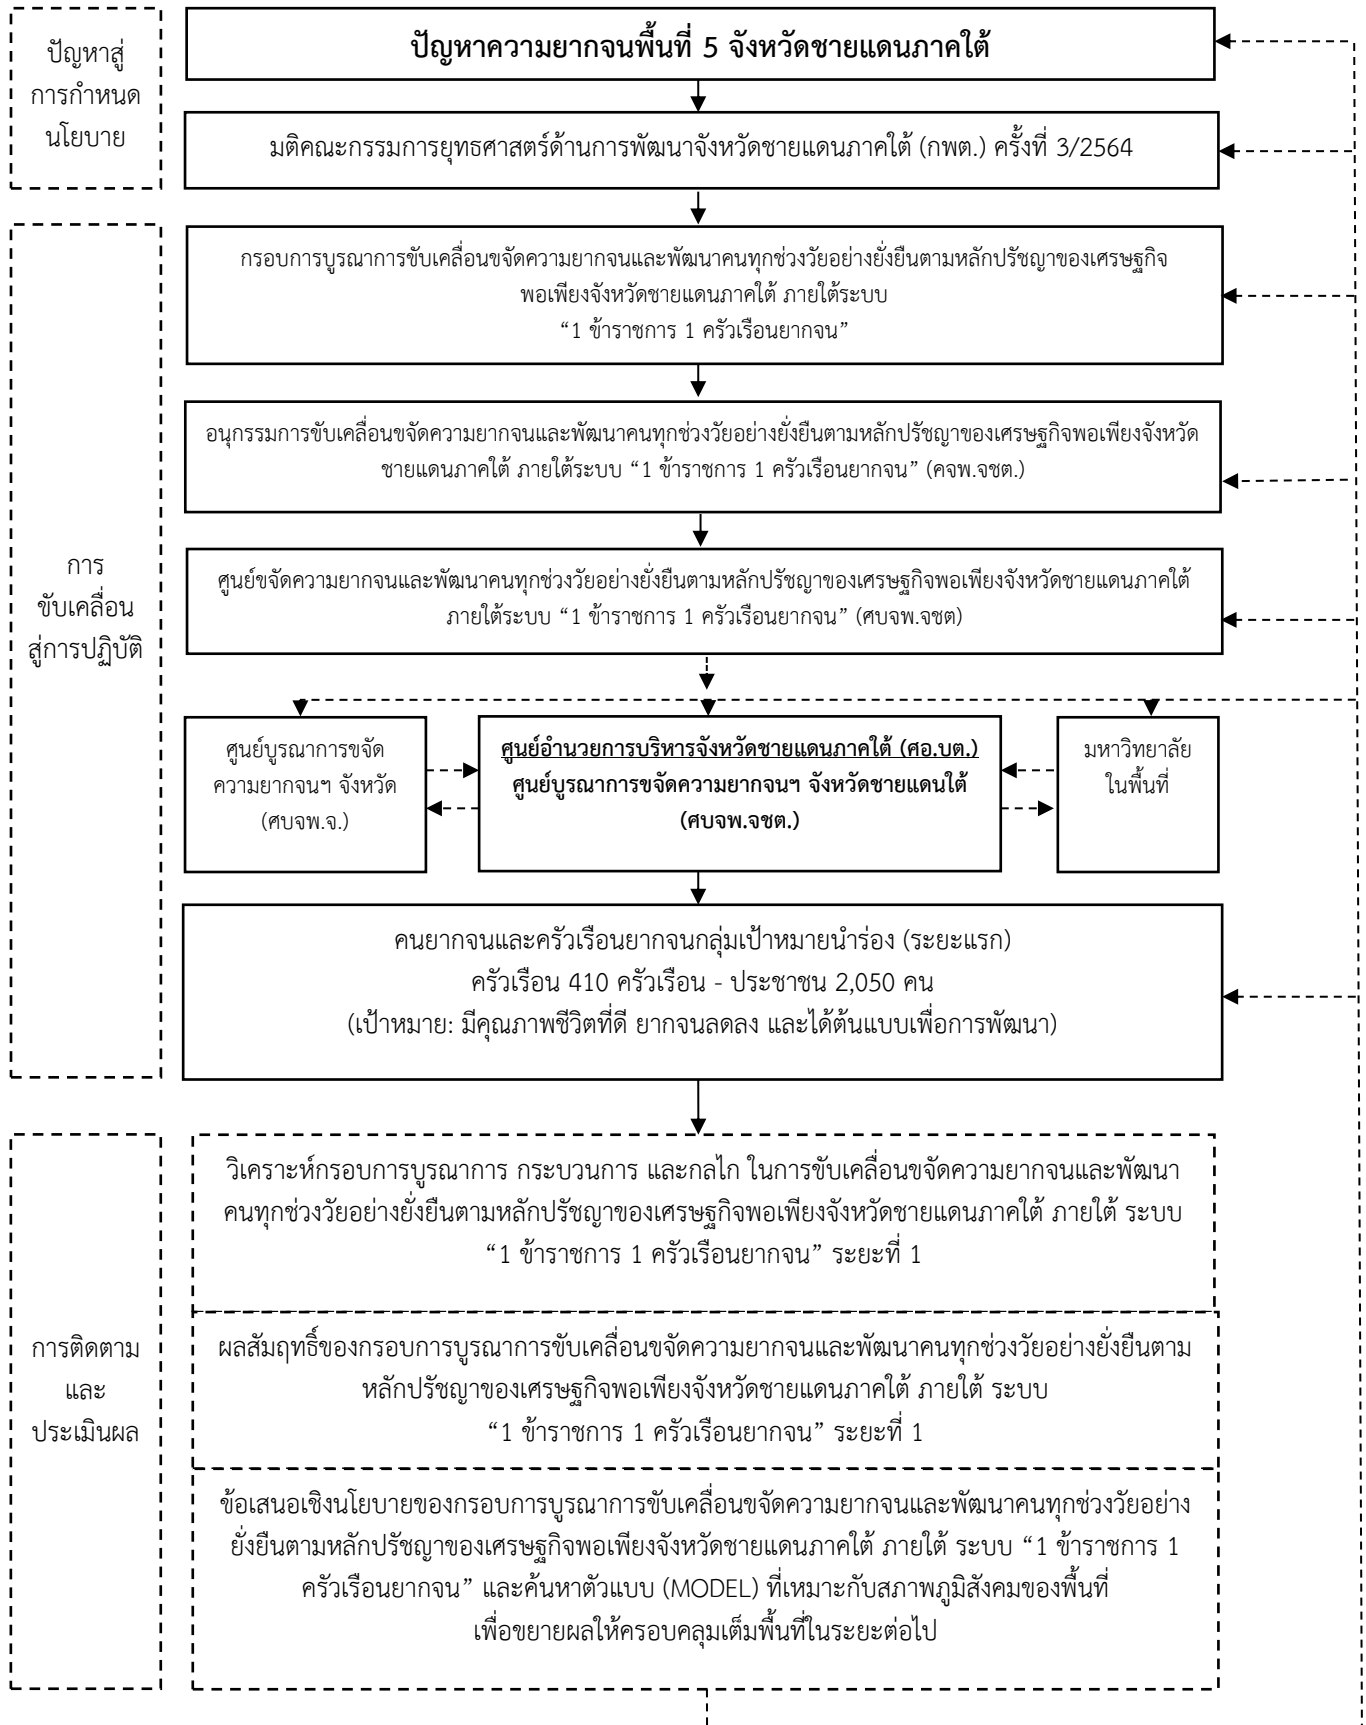 ปัญหาสู่
การกำหนด
นโยบาย
ปัญหาความยากจนพื้นที่ 5 จังหวัดชายแดนภาคใต้
มติคณะกรรมการยุทธศาสตร์ด้านการพัฒนาจังหวัดชายแดนภาคใต้ (กพต.) ครั้งที่ 3/2564
การ
ขับเคลื่อน
สู่การปฏิบัติ
กรอบการบูรณาการขับเคลื่อนขจัดความยากจนและพัฒนาคนทุกช่วงวัยอย่างยั่งยืนตามหลักปรัชญาของเศรษฐกิจ
พอเพียงจังหวัดชายแดนภาคใต้ ภายใต้ระบบ
“1 ข้าราชการ 1 ครัวเรือนยากจน”
อนุกรรมการขับเคลื่อนขจัดความยากจนและพัฒนาคนทุกช่วงวัยอย่างยั่งยืนตามหลักปรัชญาของเศรษฐกิจพอเพียงจังหวัด
ชายแดนภาคใต้ ภายใต้ระบบ “1 ข้าราชการ 1 ครัวเรือนยากจน” (คจพ.จชต.)
ศูนย์ขจัดความยากจนและพัฒนาคนทุกช่วงวัยอย่างยั่งยืนตามหลักปรัชญาของเศรษฐกิจพอเพียงจังหวัดชายแดนภาคใต้
ภายใต้ระบบ “1 ข้าราชการ 1 ครัวเรือนยากจน” (ศบจพ.จชต)
ศูนย์บูรณาการขจัด
ความยากจนฯ จังหวัด
(ศบจพ.จ.)
ศูนย์อำนวยการบริหารจังหวัดชายแดนภาคใต้ (ศอ.บต.)
ศูนย์บูรณาการขจัดความยากจนฯ จังหวัดชายแดนใต้
(ศบจพ.จชต.)
มหาวิทยาลัย
ในพื้นที่
คนยากจนและครัวเรือนยากจนกลุ่มเป้าหมายนำร่อง (ระยะแรก)
ครัวเรือน 410 ครัวเรือน - ประชาชน 2,050 คน
(เป้าหมาย: มีคุณภาพชีวิตที่ดี ยากจนลดลง และได้ต้นแบบเพื่อการพัฒนา)
การติดตาม
และ
ประเมินผล
วิเคราะห์กรอบการบูรณาการ กระบวนการ และกลไก ในการขับเคลื่อนขจัดความยากจนและพัฒนา
คนทุกช่วงวัยอย่างยั่งยืนตามหลักปรัชญาของเศรษฐกิจพอเพียงจังหวัดชายแดนภาคใต้ ภายใต้ ระบบ
“1 ข้าราชการ 1 ครัวเรือนยากจน” ระยะที่ 1
ผลสัมฤทธิ์ของกรอบการบูรณาการขับเคลื่อนขจัดความยากจนและพัฒนาคนทุกช่วงวัยอย่างยั่งยืนตาม
หลักปรัชญาของเศรษฐกิจพอเพียงจังหวัดชายแดนภาคใต้ ภายใต้ ระบบ
“1 ข้าราชการ 1 ครัวเรือนยากจน” ระยะที่ 1
ข้อเสนอเชิงนโยบายของกรอบการบูรณาการขับเคลื่อนขจัดความยากจนและพัฒนาคนทุกช่วงวัยอย่าง
ยั่งยืนตามหลักปรัชญาของเศรษฐกิจพอเพียงจังหวัดชายแดนภาคใต้ ภายใต้ ระบบ “1 ข้าราชการ 1
ครัวเรือนยากจน” และค้นหาตัวแบบ (MODEL) ที่เหมาะกับสภาพภูมิสังคมของพื้นที่
เพื่อขยายผลให้ครอบคลุมเต็มพื้นที่ในระยะต่อไป